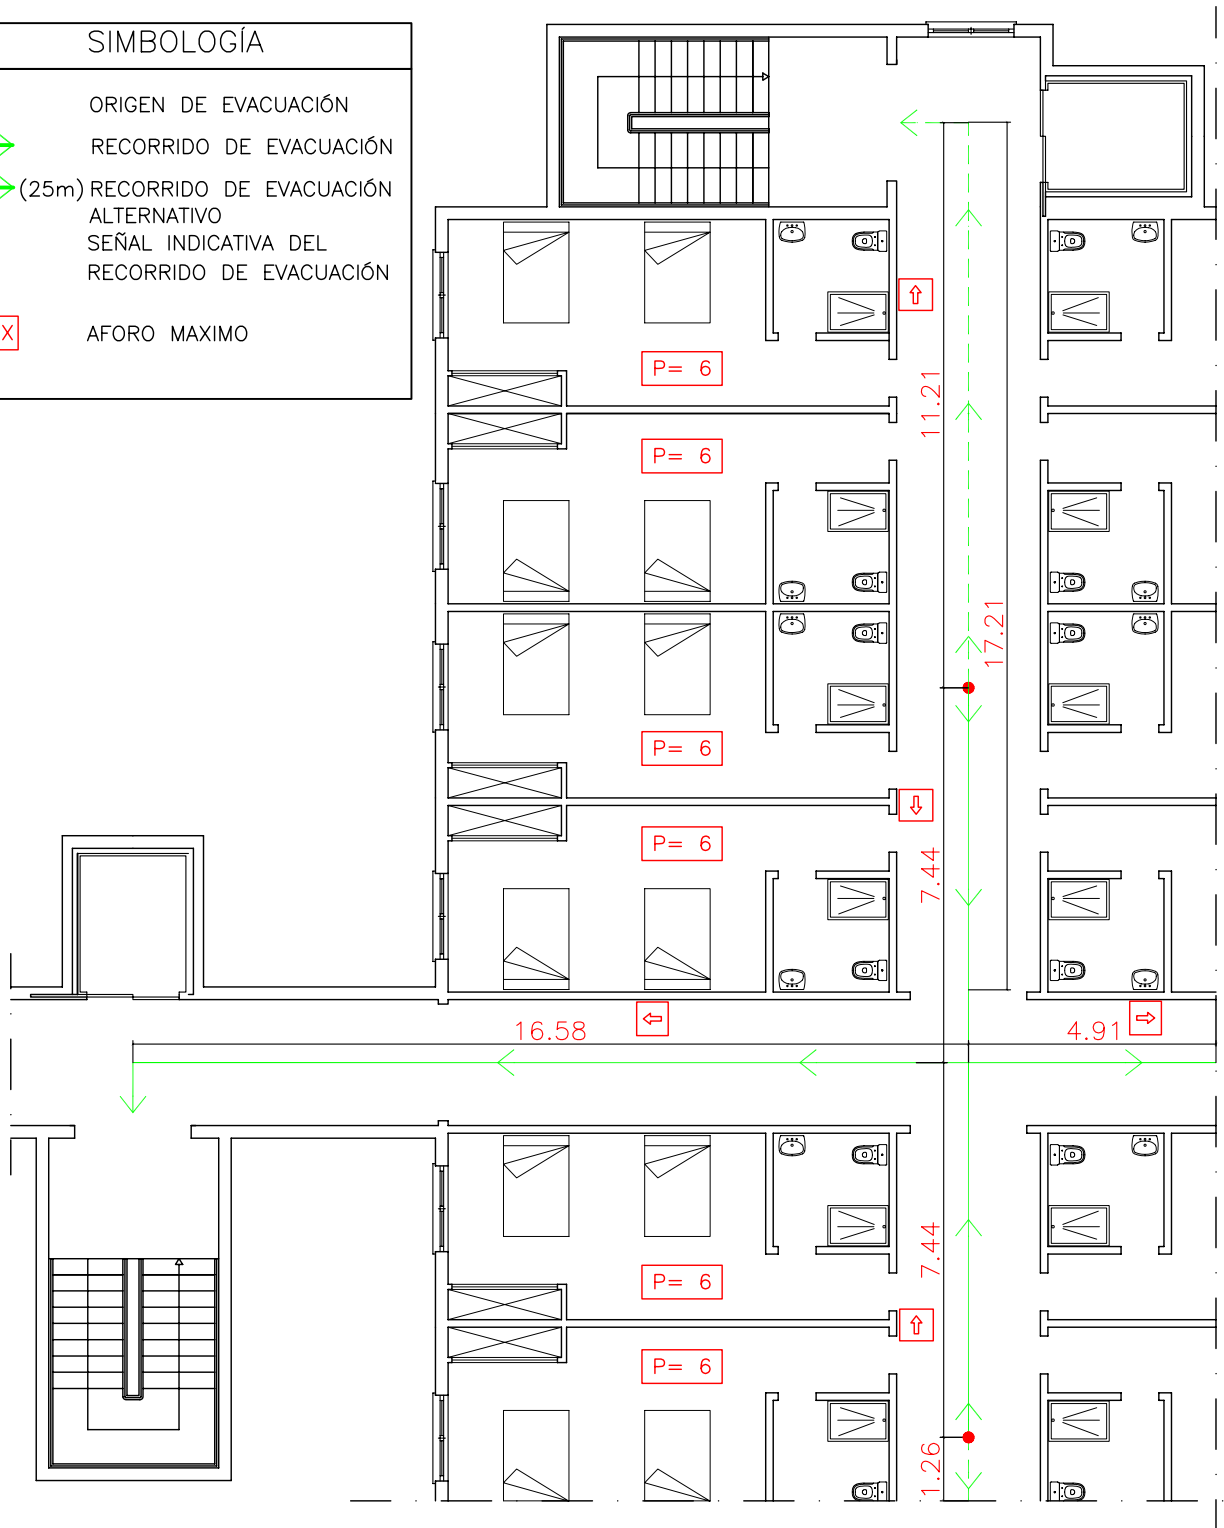 SIMBOLOGÍA
ORIGEN DE EVACUACIÓN
RECORRIDO DE EVACUACIÓN
(25m) RECORRIDO DE EVACUACIÓN
ALTERNATIVO
SEÑAL INDICATIVA DEL
RECORRIDO DE EVACUACIÓN
X AFORO MAXIMO
P= 6
11.21
P= 6
17.21
P= 6
P= 6
7.44
16.58
4.91
7.44
P= 6
P= 6
1.26